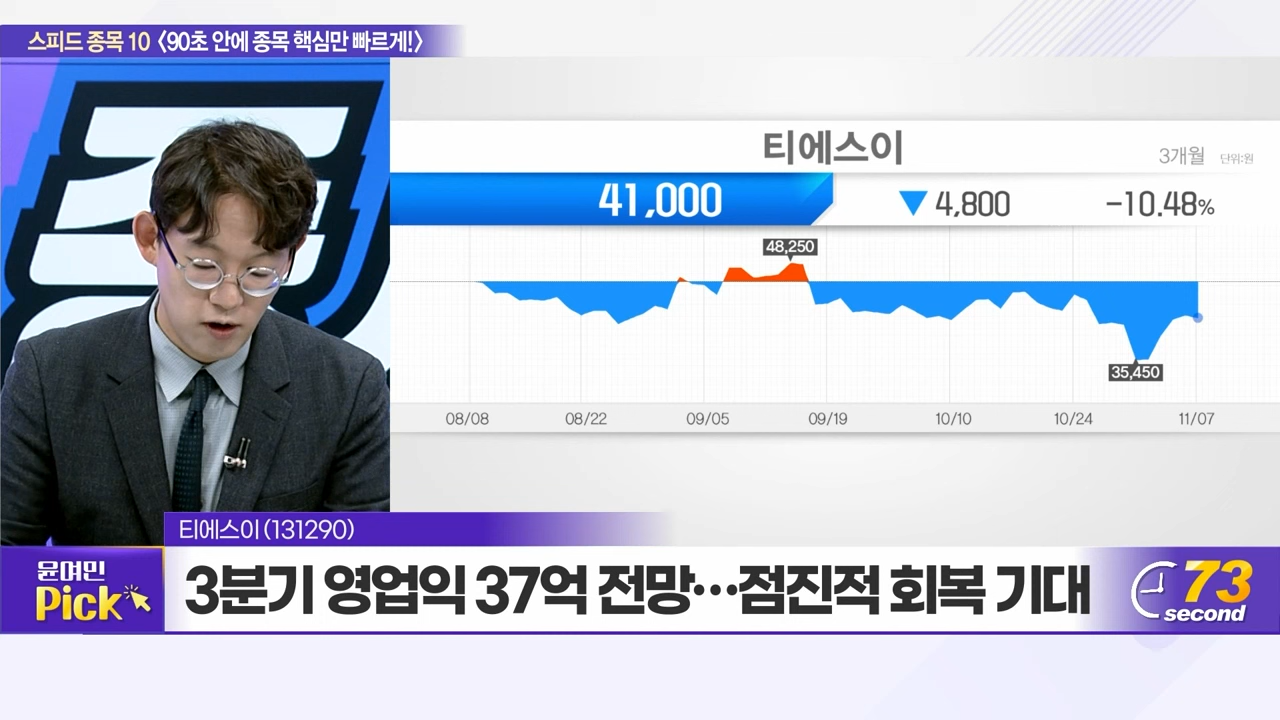 스피드 종목 10 〈90초 안에 종목 핵심만 빠르게!〉
티에스이
3개월 단위:원
41,000 ▼ 4,800 -10.48%
48,250
35,450
08/08 08/22 09/05 09/19 10/10 10/24 11/07
티에스이 (131290)
윤여민
Pick
3분기 영업익 37억 전망…점진적 회복 기대
73
second